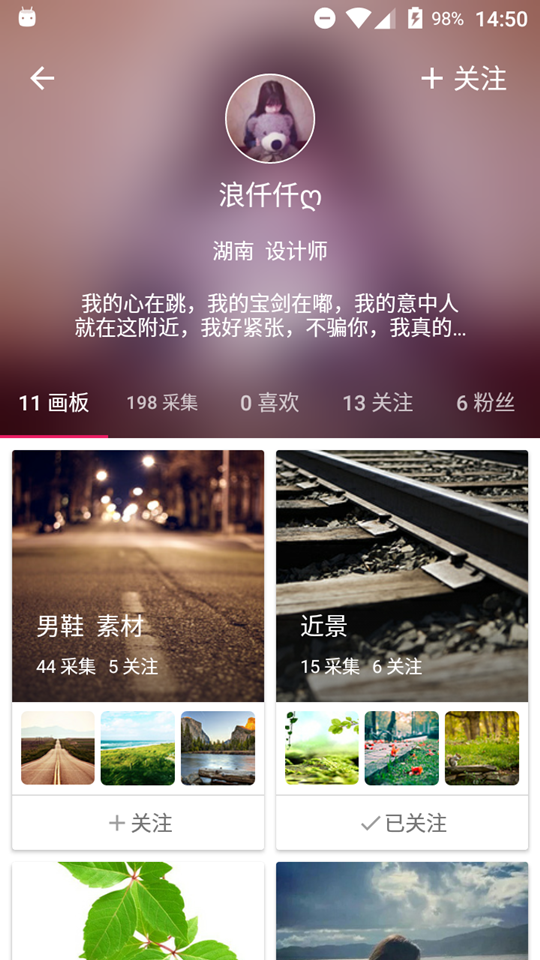 98% 14:50
关注
浪仟仟ღ
湖南 设计师
我的心在跳，我的宝剑在嘟，我的意中人
就在这附近，我好紧张，不骗你，我真的...
11 画板 198 采集 0 喜欢 13 关注 6 粉丝
男鞋 素材
44 采集 5 关注
近景
15 采集 6 关注
关注
已关注